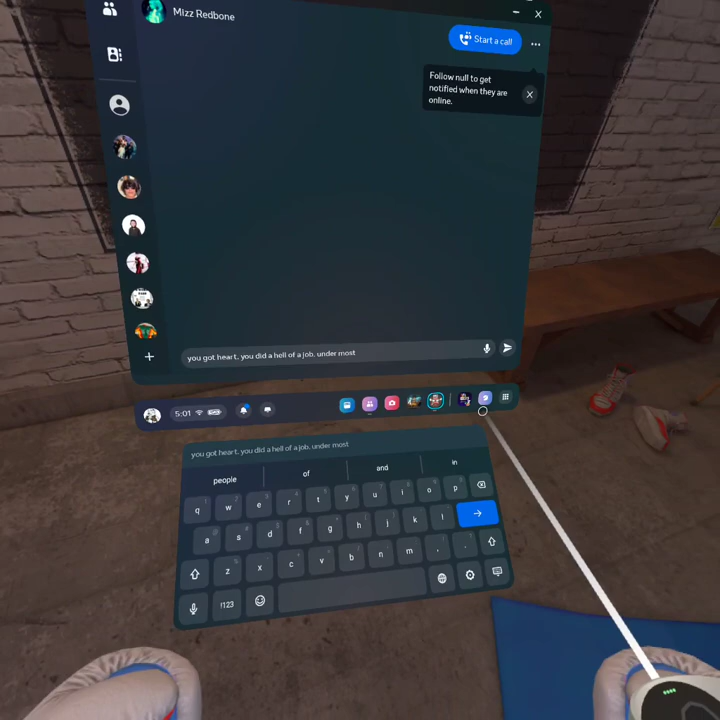 Mizz Redbone
Start a call
Follow null to get
notified when they are
online.
you got heart, you did a hell of a job, under most
5:01
you got heart, you did a hell of a job, under most
people of and in
q w e r t y u i o p
a s d f g h j k l
z x c v b n m , .
!123